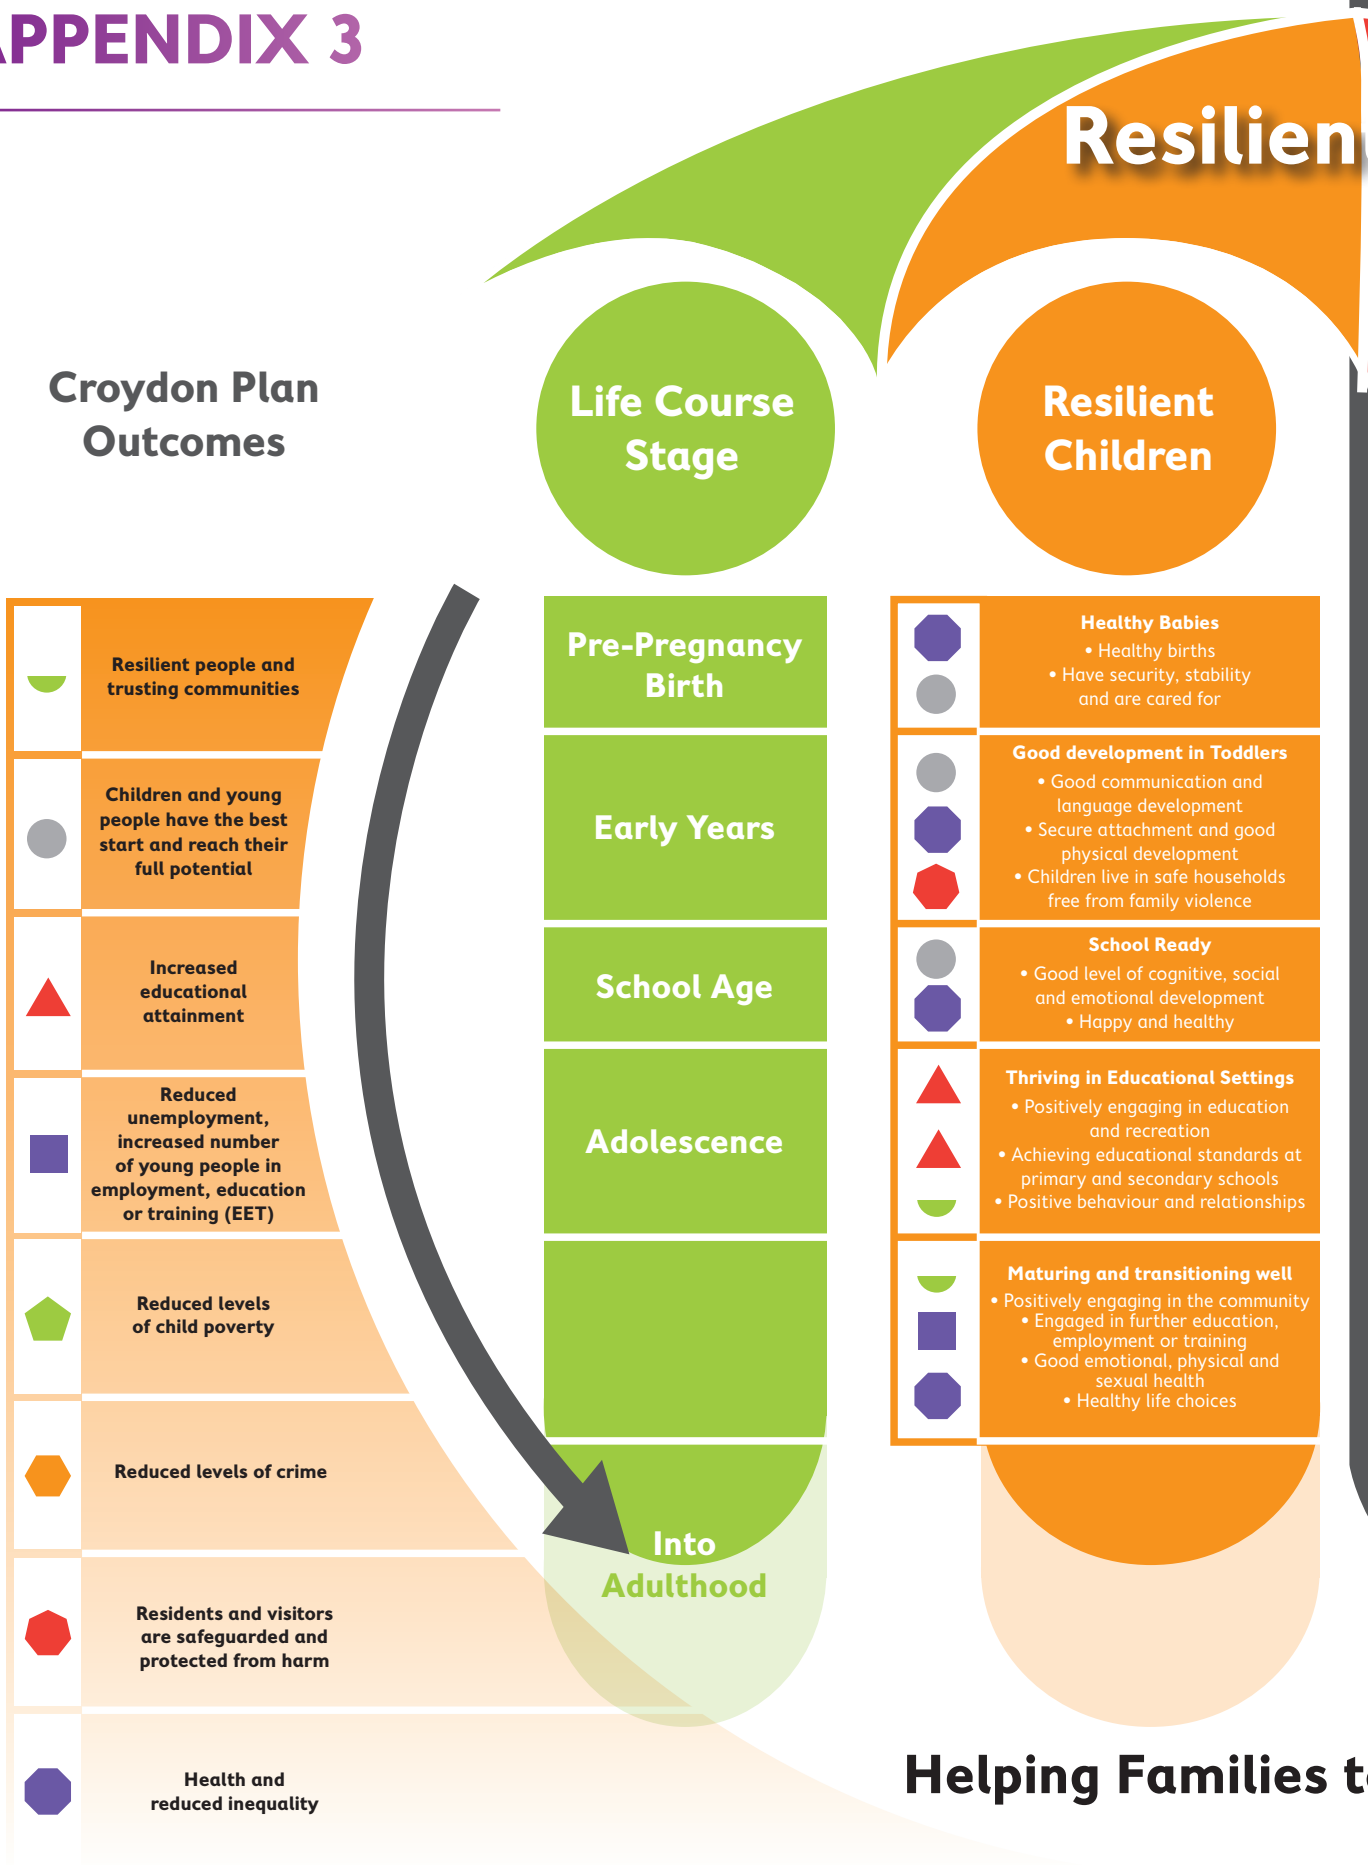 APPENDIX 3
Resilien
Croydon Plan
Outcomes
Life Course
Stage
Resilient
Children
Resilient people and
trusting communities
Children and young
people have the best
start and reach their
full potential
Increased
educational
attainment
Reduced
unemployment,
increased number
of young people in
employment, education
or training (EET)
Reduced levels
of child poverty
Reduced levels of crime
Residents and visitors
are safeguarded and
protected from harm
Health and
reduced inequality
Pre-Pregnancy
Birth
Early Years
School Age
Adolescence
Into
Adulthood
Healthy Babies
• Healthy births
• Have security, stability
and are cared for
Good development in Toddlers
• Good communication and
language development
• Secure attachment and good
physical development
• Children live in safe households
free from family violence
School Ready
• Good level of cognitive, social
and emotional development
• Happy and healthy
Thriving in Educational Settings
• Positively engaging in education
and recreation
• Achieving educational standards at
primary and secondary schools
• Positive behaviour and relationships
Maturing and transitioning well
• Positively engaging in the community
• Engaged in further education,
employment or training
• Good emotional, physical and
sexual health
• Healthy life choices
Helping Families t